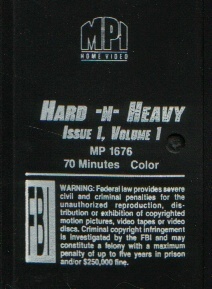 MPI
HOME VIDEO
HARD -N- HEAVY
ISSUE 1, VOLUME 1
MP 1676
70 Minutes Color
FBI
WARNING: Federal law provides severe
civil and criminal penalties for the
unauthorized reproduction, dis-
tribution or exhibition of copyrighted
motion pictures, video tapes or video
discs. Criminal copyright infringement
is investigated by the FBI and may
constitute a felony with a maximum
penalty of up to five years in prison
and/or $250,000 fine.